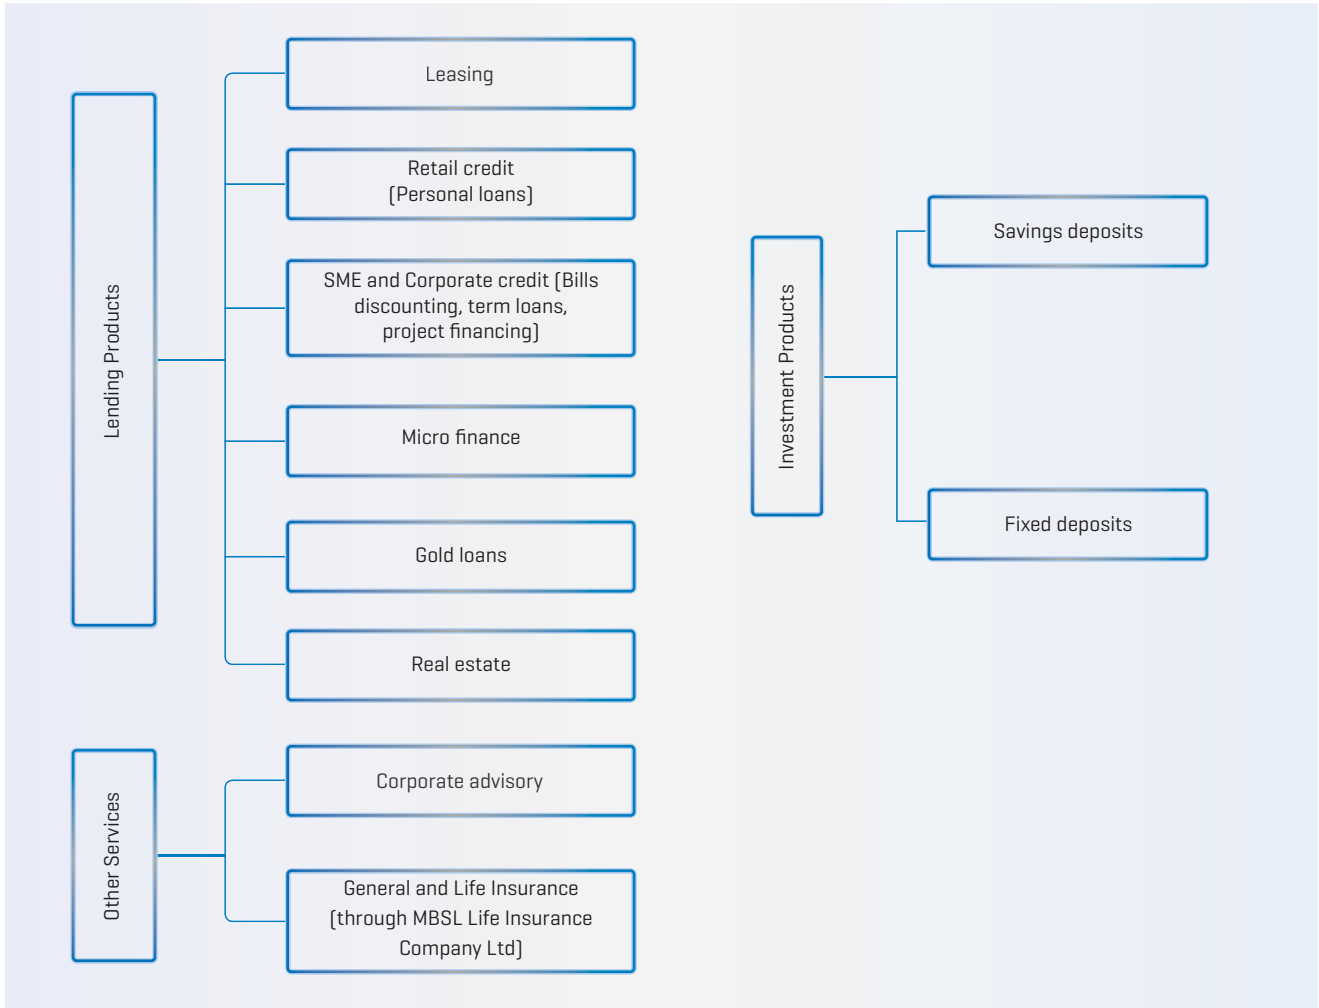 Lending Products
Leasing
Retail credit
(Personal loans)
SME and Corporate credit (Bills
discounting, term loans,
project financing)
Micro finance
Gold loans
Real estate
Other Services
Corporate advisory
General and Life Insurance
(through MBSL Life Insurance
Company Ltd)
Investment Products
Savings deposits
Fixed deposits